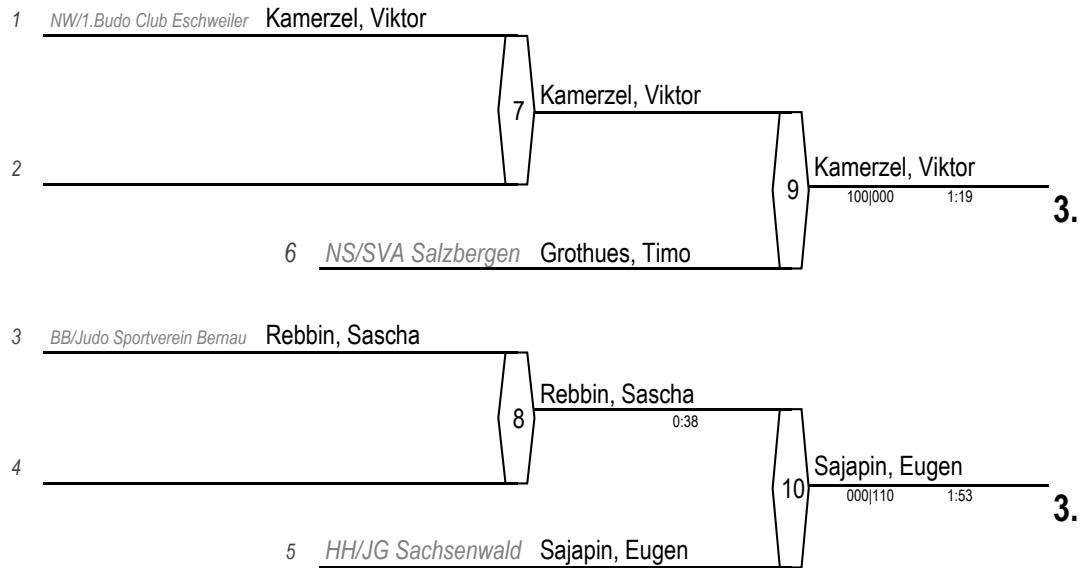 1 NW/1.Budo Club Eschweiler Kamerzel, Viktor
7 Kamerzel, Viktor
2
9 Kamerzel, Viktor
100|000 1:19
3.
6 NS/SVA Salzbergen Grothues, Timo
3 BB/Judo Sportverein Bernau Rebbin, Sascha
8 Rebbin, Sascha
0:38
4
10 Sajapin, Eugen
000|110 1:53
3.
5 HH/JG Sachsenwald Sajapin, Eugen